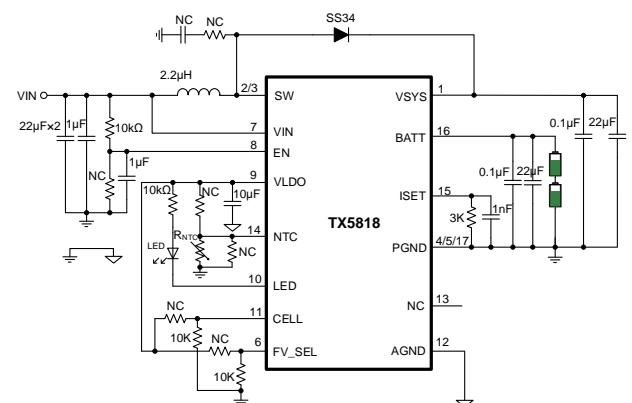 NC
NC
SS34
2.2μH
VIN
2/3
SW
VSYS
1
22μF×2
1μF
10kΩ
7
VIN
BATT
16
0.1μF
22μF
8
EN
NC
1μF
9
VLDO
0.1μF
22μF
10kΩ
NC
10μF
ISET
15
TX5818
3K
1nF
RNTC
14
NTC
NC
PGND
4/5/17
LED
10
LED
NC
13
NC
11
CELL
10K
NC
6
FV_SEL
AGND
12
10K